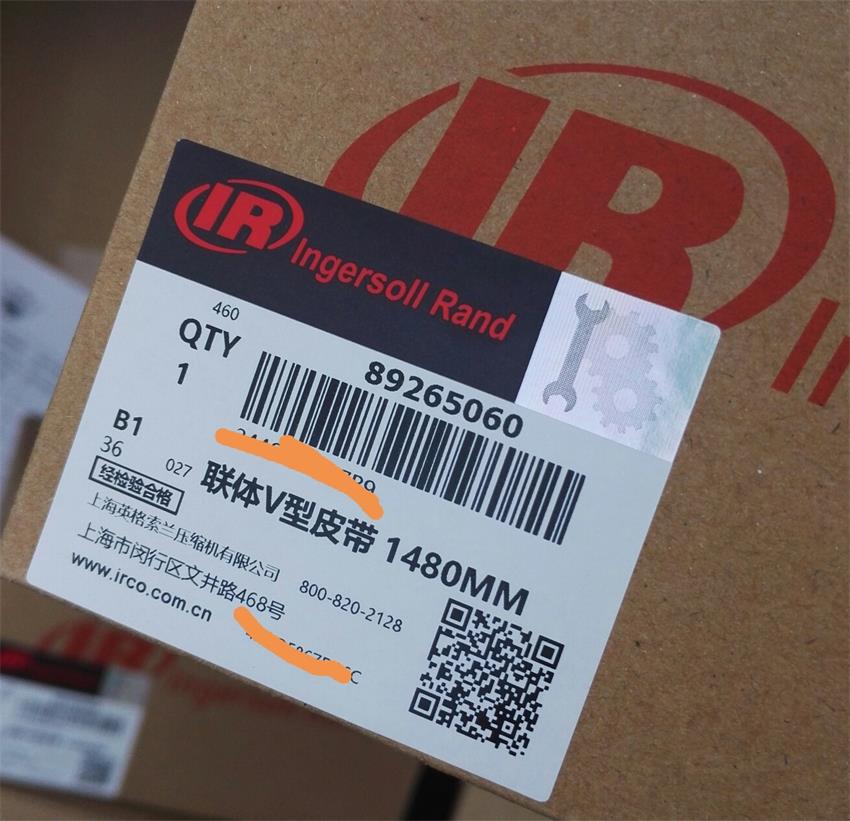 IR
IR Ingersoll Rand
460
QTY
1
89265060
B1
36
027
联体V型皮带 1480MM
经检验合格
上海英格索兰压缩机有限公司
800-820-2128
上海市闵行区文井路468号
www.irco.com.cn